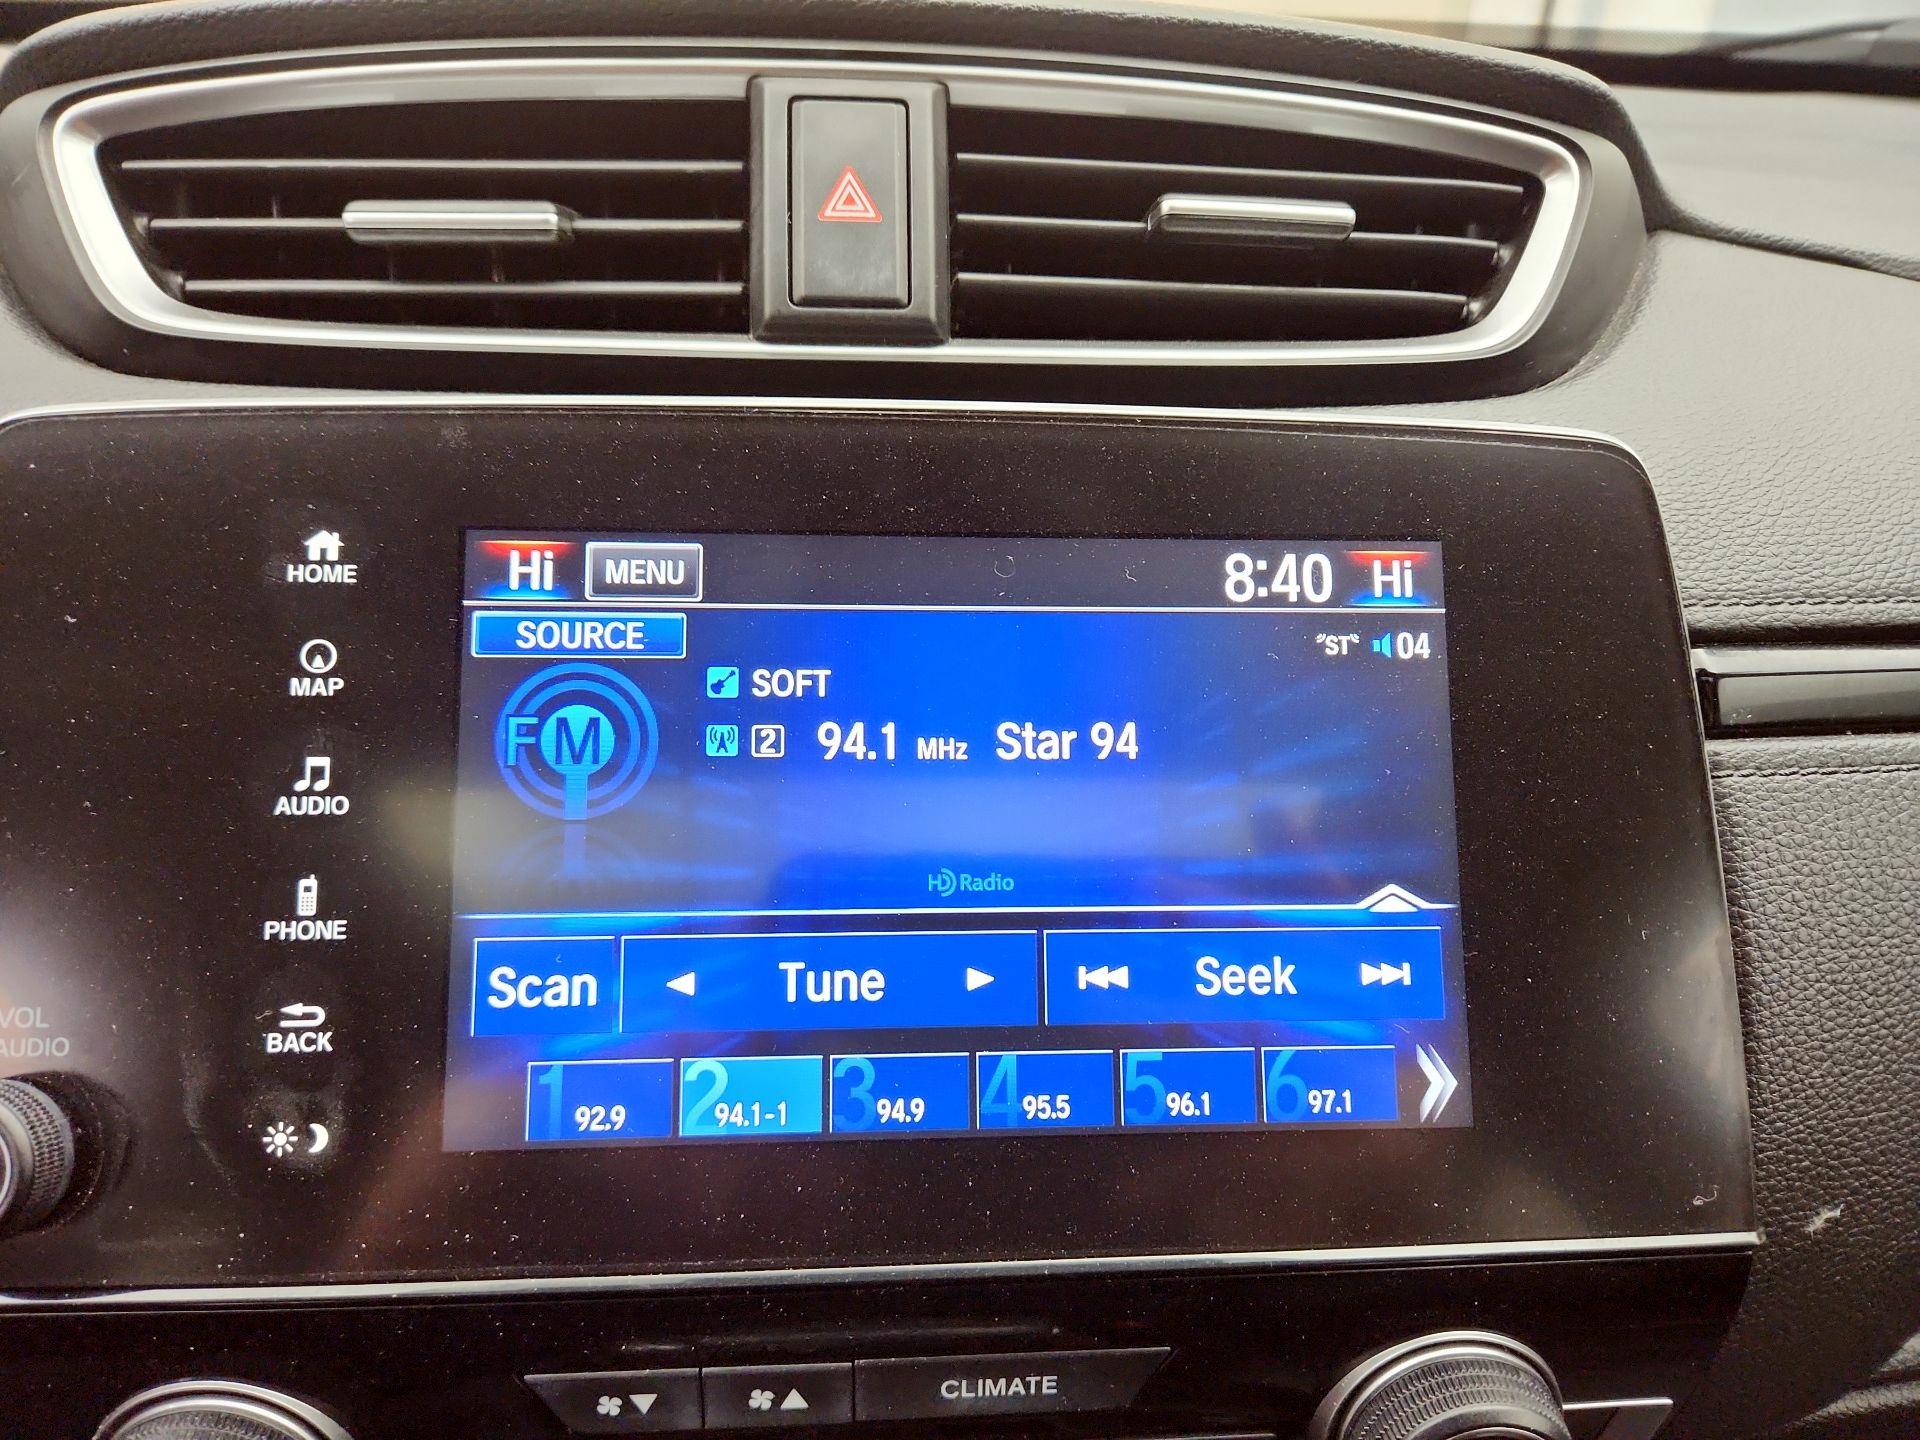 HOME
MAP
AUDIO
PHONE
BACK
VOL
AUDIO
Hi MENU 8:40 Hi
SOURCE "ST" 04
FM
SOFT
2 94.1 MHz Star 94
HD Radio
Scan Tune Seek
1 92.9 2 94.1-1 3 94.9 4 95.5 5 96.1 6 97.1
CLIMATE